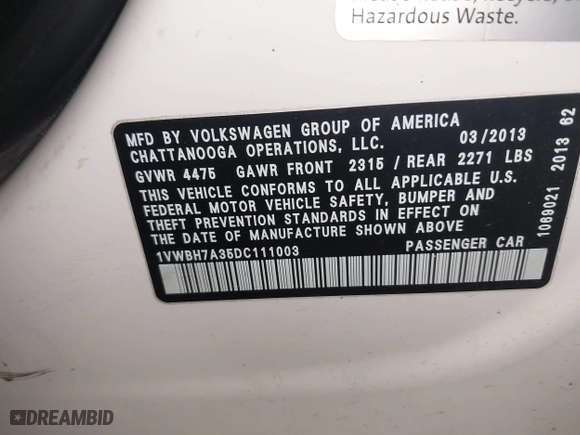 Hazardous Waste.
MFD BY VOLKSWAGEN GROUP OF AMERICA
CHATTANOOGA OPERATIONS, LLC. 03/2013
GVWR 4475 GAWR FRONT 2315 / REAR 2271 LBS
THIS VEHICLE CONFORMS TO ALL APPLICABLE U.S.
FEDERAL MOTOR VEHICLE SAFETY, BUMPER AND
THEFT PREVENTION STANDARDS IN EFFECT ON
THE DATE OF MANUFACTURE SHOWN ABOVE
1VWBH7A35DC111003 PASSENGER CAR
1069021 2013 62
DREAMBID